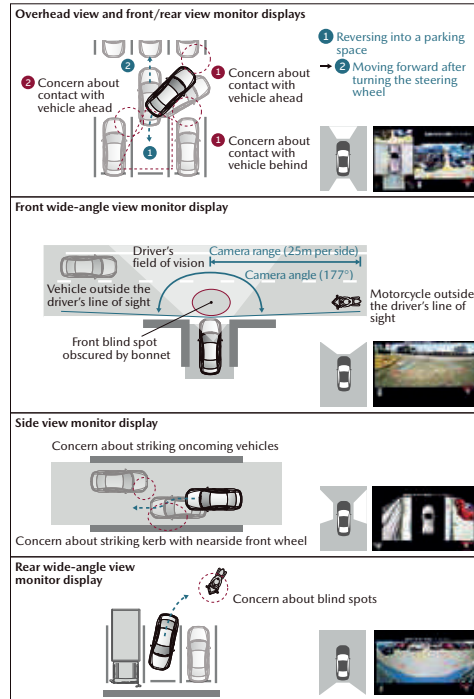 Overhead view and front/rear view monitor displays
1 Reversing into a parking
space
→ 2 Moving forward after
turning the steering
wheel
2
2 Concern about
contact with
vehicle ahead
1 Concern about
contact with
vehicle ahead
1
1 Concern about
contact with
vehicle behind
Front wide-angle view monitor display
Driver's
field of vision
Camera range (25m per side)
Camera angle (177°)
Vehicle outside the
driver's line of sight
Motorcycle outside
the driver's line of
sight
Front blind spot
obscured by bonnet
Side view monitor display
Concern about striking oncoming vehicles
Concern about striking kerb with nearside front wheel
Rear wide-angle view
monitor display
Concern about blind spots